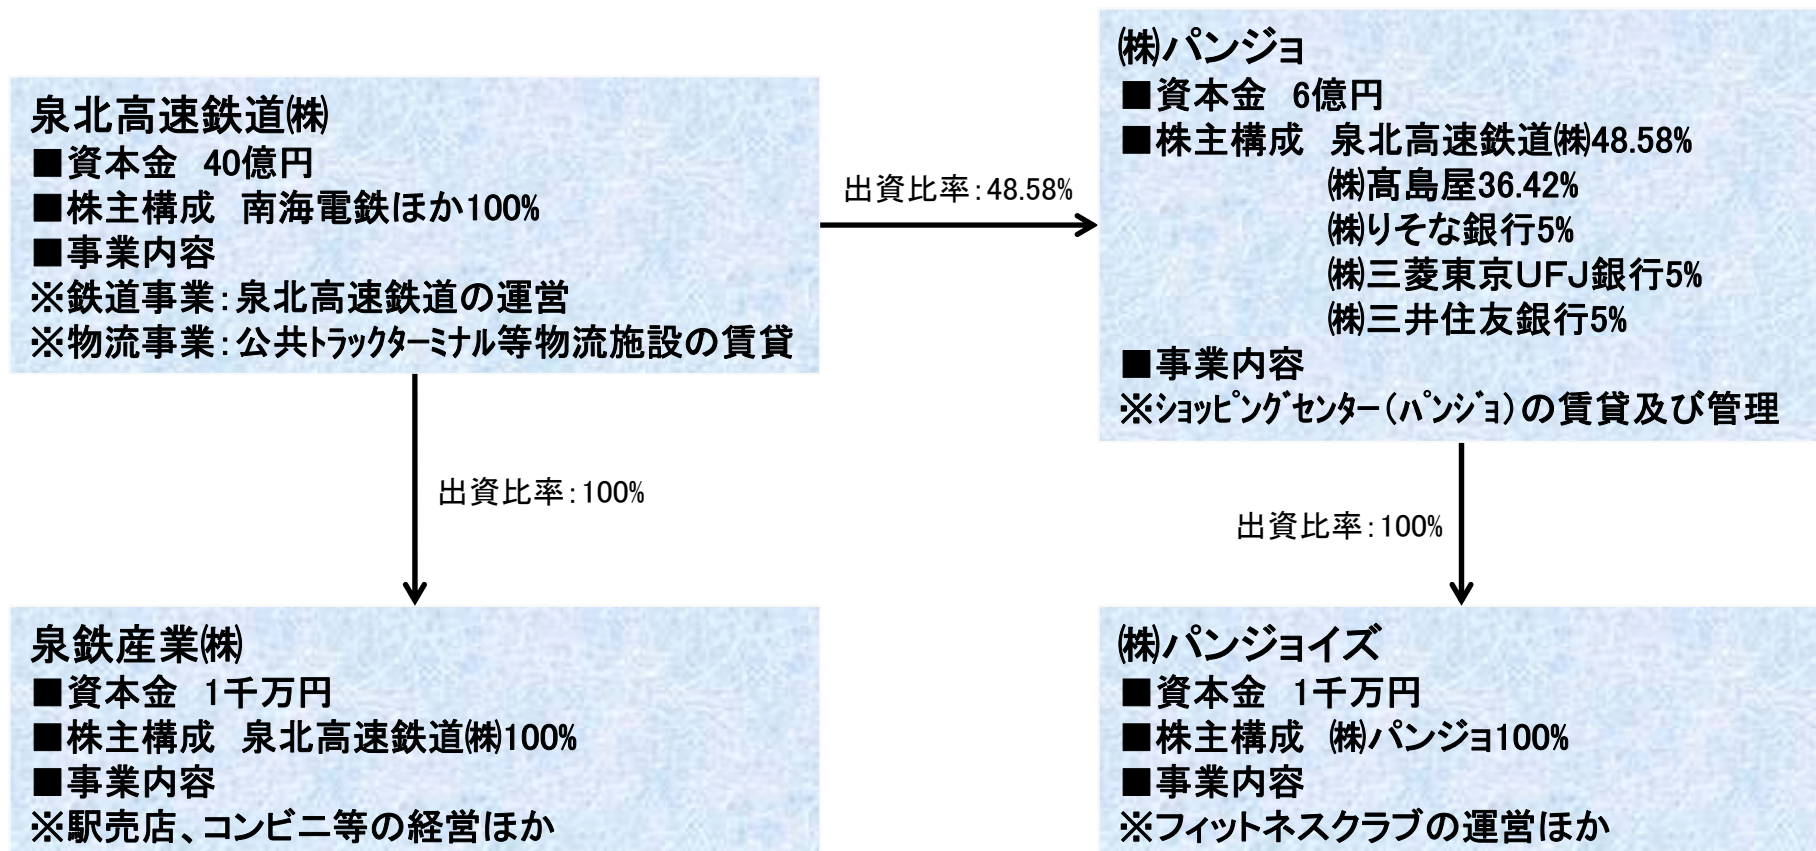 泉北高速鉄道㈱
■資本金　40億円
■株主構成　南海電鉄ほか100%
■事業内容
※鉄道事業：泉北高速鉄道の運営
※物流事業：公共ﾄﾗｯｸﾀｰﾐﾅﾙ等物流施設の賃貸
出資比率：48.58%
㈱パンジョ
■資本金　6億円
■株主構成　泉北高速鉄道㈱48.58%
㈱髙島屋36.42%
㈱りそな銀行5%
㈱三菱東京ＵＦＪ銀行5%
㈱三井住友銀行5%
■事業内容
※ｼｮｯﾋﾟﾝｸﾞｾﾝﾀｰ（ﾊﾟﾝｼﾞｮ）の賃貸及び管理
出資比率：100%
出資比率：100%
泉鉄産業㈱
■資本金　1千万円
■株主構成　泉北高速鉄道㈱100%
■事業内容
※駅売店、コンビニ等の経営ほか
㈱パンジョイズ
■資本金　1千万円
■株主構成　㈱パンジョ100%
■事業内容
※フィットネスクラブの運営ほか